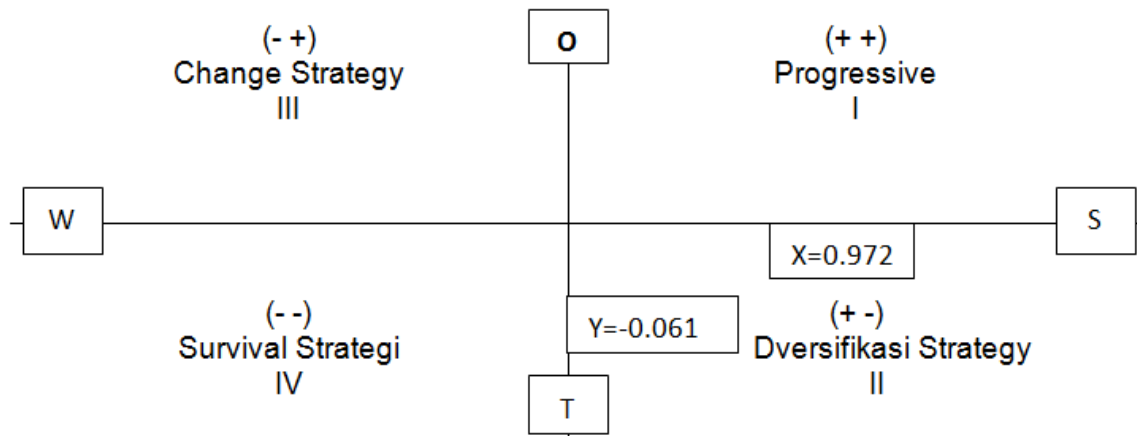 (- +)
Change Strategy
III
O
(+ +)
Progressive
I
W
S
X=0.972
(- -)
Survival Strategi
IV
Y=-0.061
(+ -)
Dversifikasi Strategy
II
T